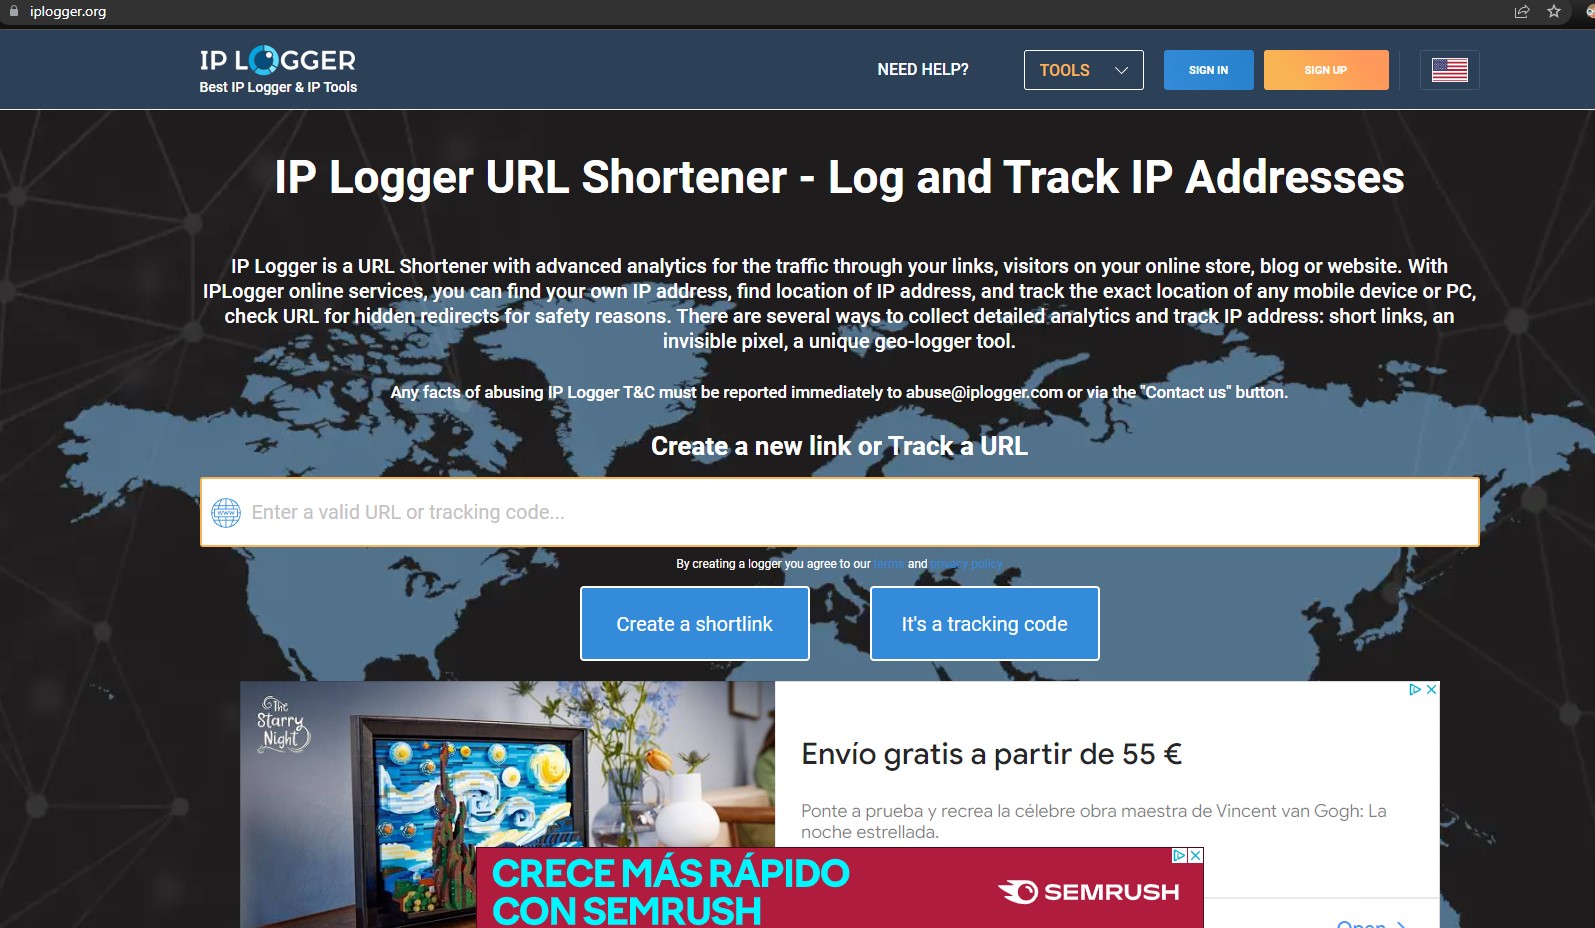 iplogger.org
IP LOGGER
Best IP Logger & IP Tools
NEED HELP?
TOOLS
SIGN IN
SIGN UP
IP Logger URL Shortener - Log and Track IP Addresses
IP Logger is a URL Shortener with advanced analytics for the traffic through your links, visitors on your online store, blog or website. With
IPLogger online services, you can find your own IP address, find location of IP address, and track the exact location of any mobile device or PC,
check URL for hidden redirects for safety reasons. There are several ways to collect detailed analytics and track IP address: short links, an
invisible pixel, a unique geo-logger tool.
Any facts of abusing IP Logger T&C must be reported immediately to abuse@iplogger.com or via the "Contact us" button.
Create a new link or Track a URL
WWW
Enter a valid URL or tracking code...
By creating a logger you agree to our terms and privacy policy
Create a shortlink
It's a tracking code
The
Starry
Night
Envío gratis a partir de 55 €
Ponte a prueba y recrea la célebre obra maestra de Vincent van Gogh: La
noche estrellada.
CRECE MÁS RÁPIDO
CON SEMRUSH
SEMRUSH
Open